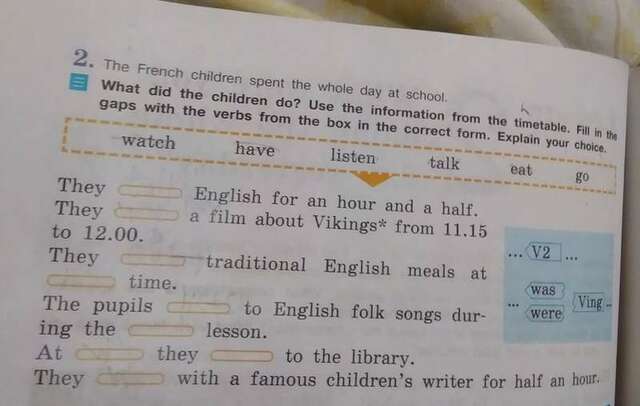 2. The French children spent the whole day at school.
What did the children do? Use the information from the timetable. Fill in the
gaps with the verbs from the box in the correct form. Explain your choice.
watch have listen talk eat go
They English for an hour and a half.
They a film about Vikings* from 11.15
to 12.00.
They traditional English meals at
time.
The pupils to English folk songs dur-
ing the lesson.
At they to the library.
They with a famous children's writer for half an hour.
... V2 ...
was
... Ving ...
were